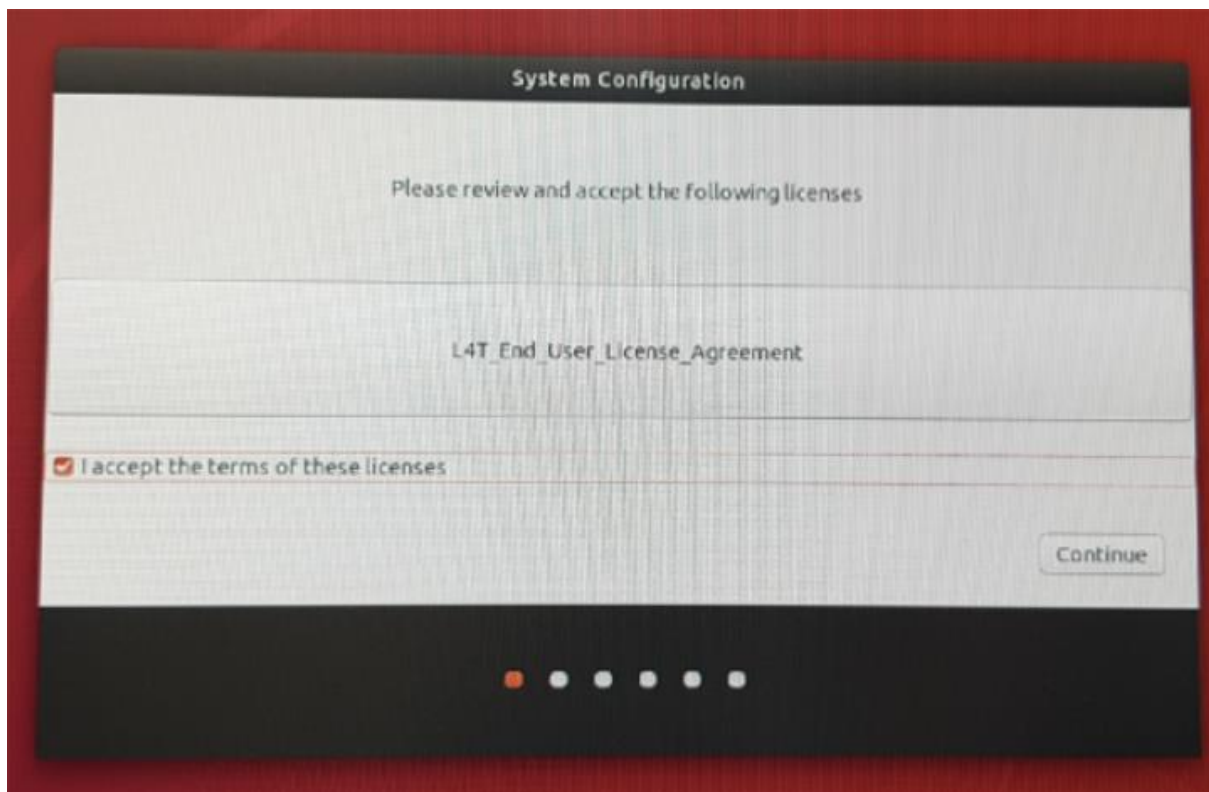 System Configuration
Please review and accept the following licenses
L4T_End_User_License_Agreement
I accept the terms of these licenses
Continue